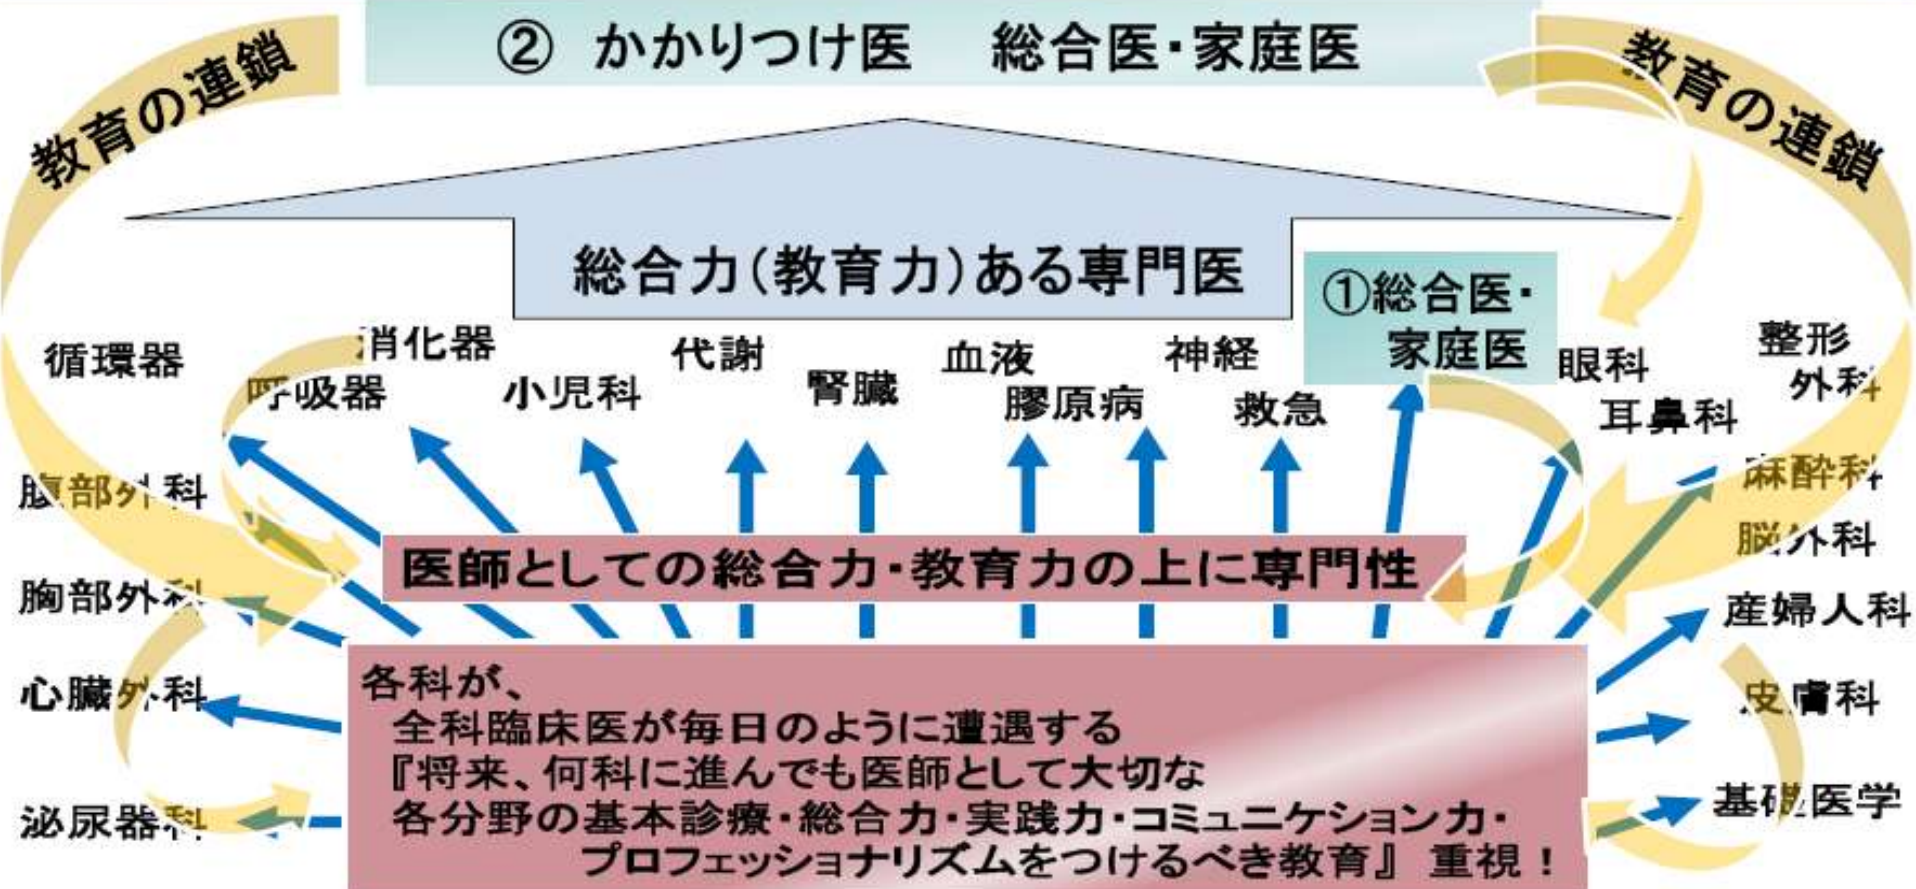 ② かかりつけ医 総合医・家庭医
教育の連鎖
教育の連鎖
総合力(教育力)ある専門医
①総合医・
家庭医
循環器
呼吸器
消化器
小児科
代謝
腎臓
血液
膠原病
神経
救急
眼科
耳鼻科
整形
外科
腹部外科
麻酔科
脳外科
胸部外科
産婦人科
心臓外科
皮膚科
泌尿器科
基礎医学
医師としての総合力・教育力の上に専門性
各科が、
全科臨床医が毎日のように遭遇する
『将来、何科に進んでも医師として大切な
各分野の基本診療・総合力・実践力・コミュニケション力・
プロフェッショナリズムをつけるべき教育』 重視!